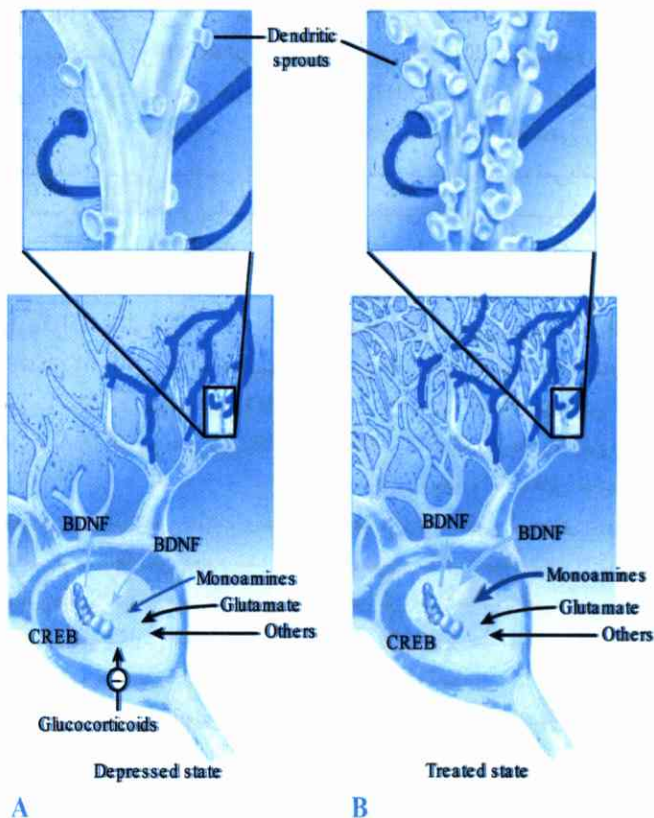 Dendritic
sprouts
BDNF
BDNF
Monoamines
Glutamate
Others
CREB
Glucocorticoids
Depressed state
A
BDNF
BDNF
Monoamines
Glutamate
Others
CREB
Treated state
B